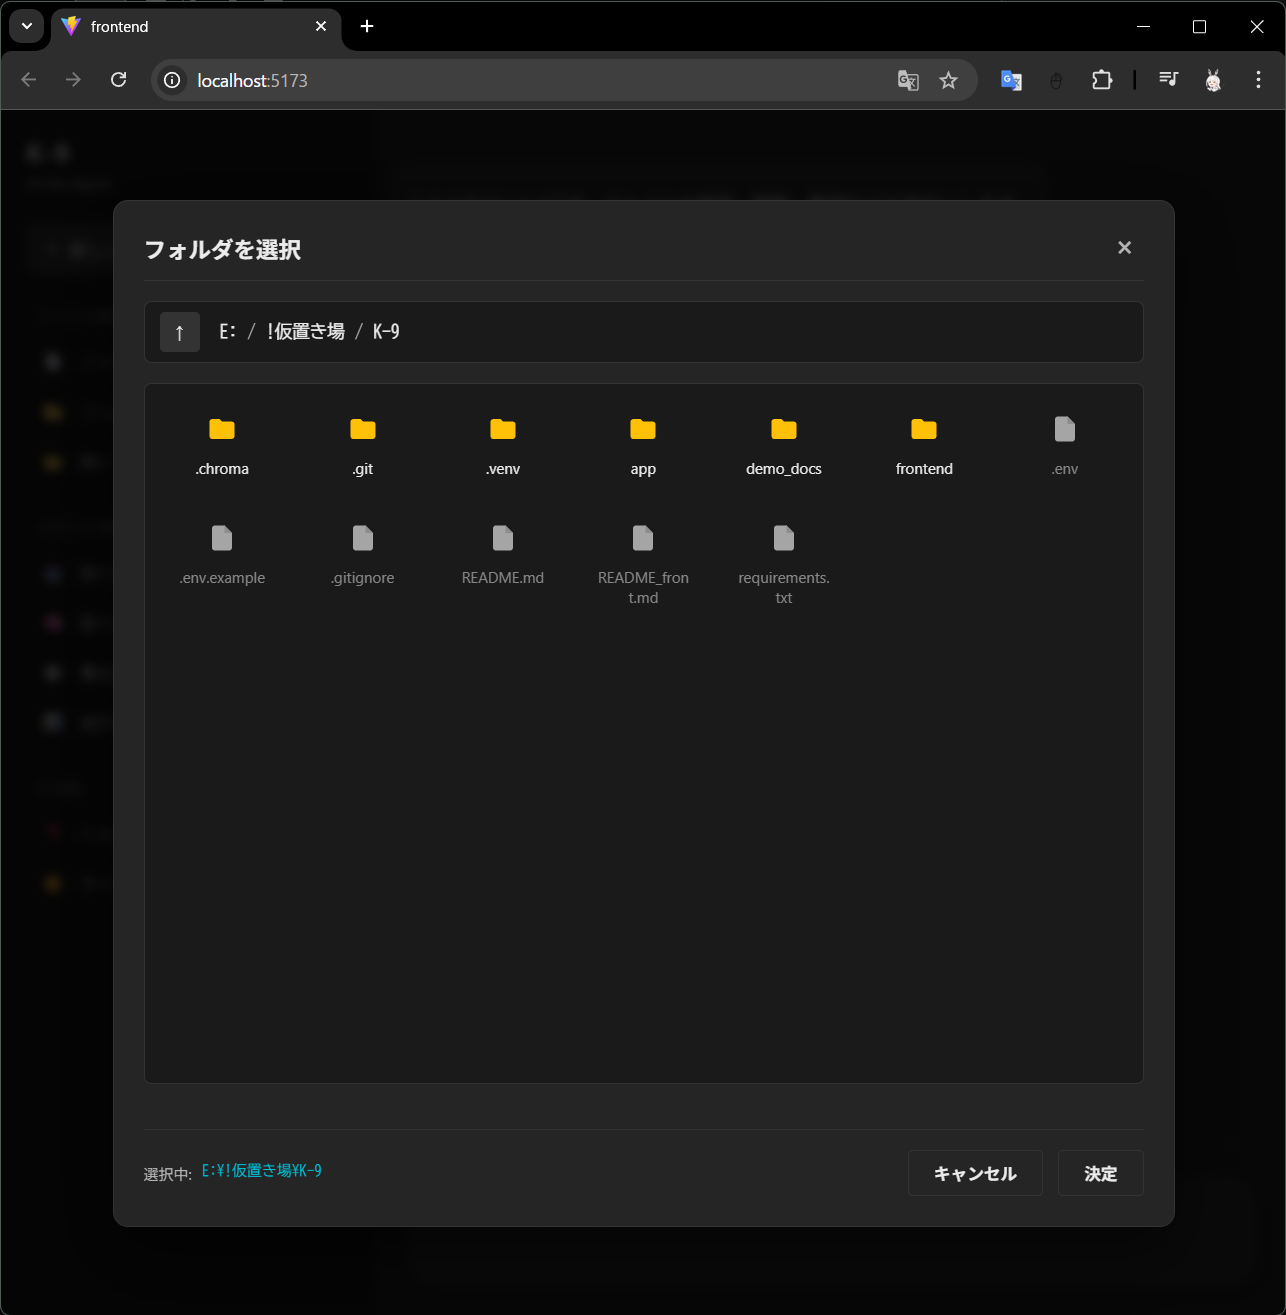 frontend
localhost:5173
フォルダを選択
↑ E: / !仮置き場 / K-9
.chroma .git .venv app demo_docs frontend .env
.env.example .gitignore README.md README_fron requirements.
t.md txt
選択中: E:¥!仮置き場¥K-9 キャンセル 決定